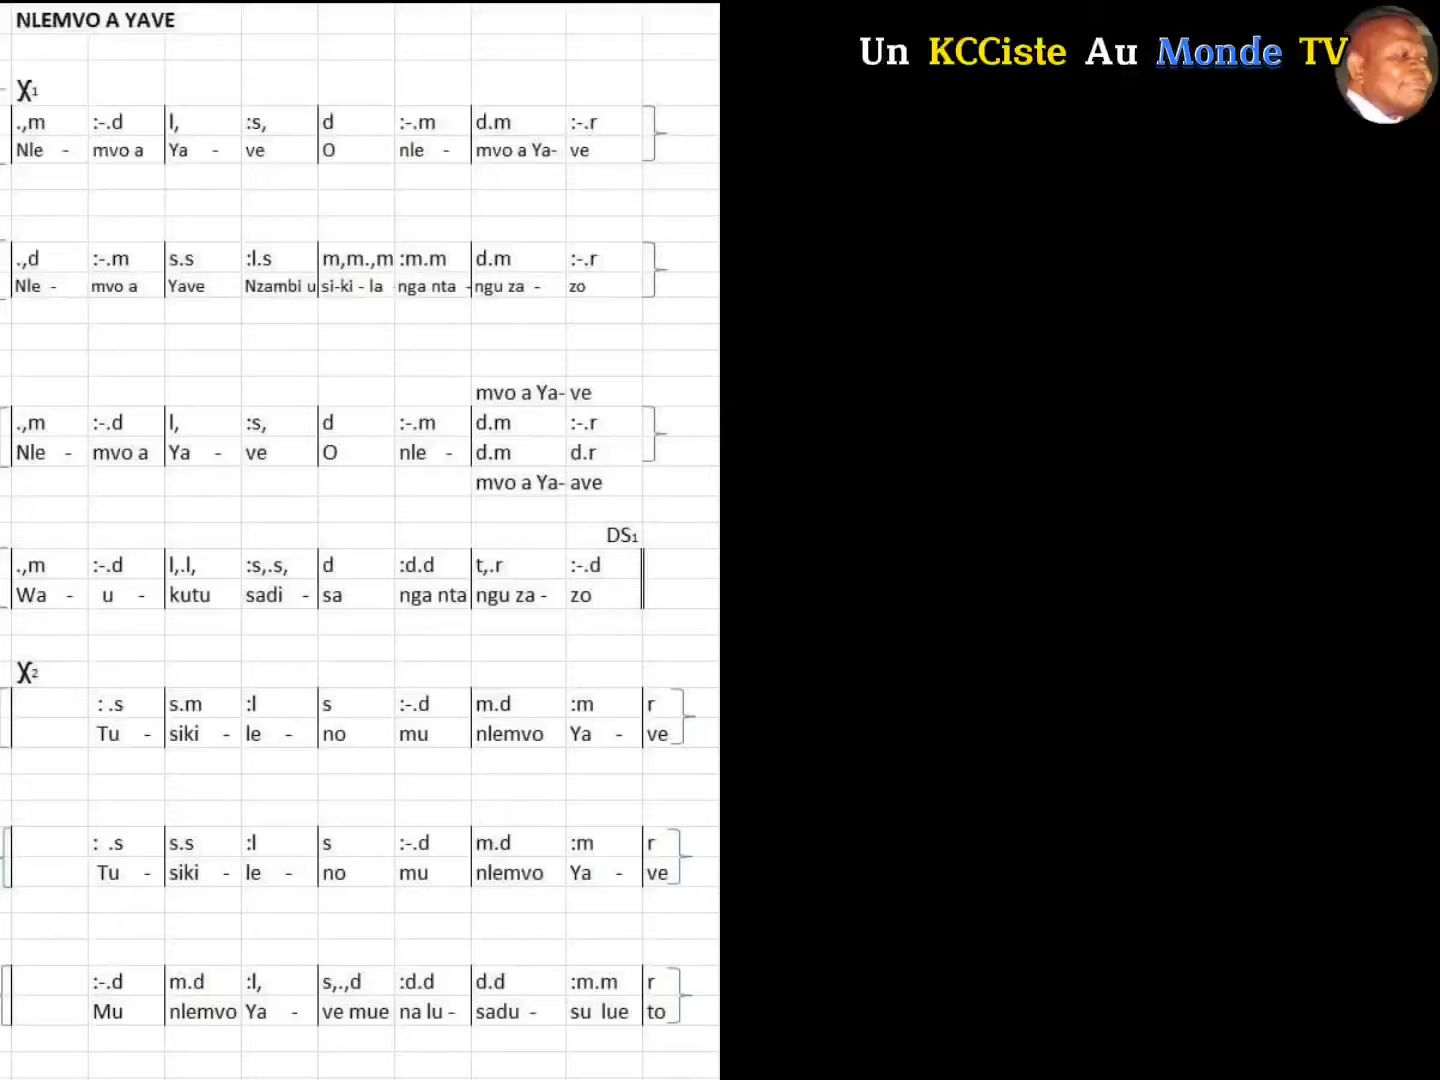 NLEMVO A YAVE
Un KCCiste Au Monde TV
X1
.,m :-.d l, :s, d :-.m d.m :-.r
Nle - mvo a Ya - ve O nle - mvo a Ya- ve
.,d :-.m s.s :l.s m,m.,m :m.m d.m :-.r
Nle - mvo a Yave Nzambi u si-ki - la nga nta - ngu za - zo
mvo a Ya- ve
.,m :-.d l, :s, d :-.m d.m :-.r
Nle - mvo a Ya - ve O nle - d.m d.r
mvo a Ya- ave
DS1
.,m :-.d l,.l, :s,.s, d :d.d t,.r :-.d
Wa - u - kutu sadi - sa nga nta ngu za - zo
X2
: .s s.m :l s :-.d m.d :m r
Tu - siki - le - no mu nlemvo Ya - ve
: .s s.s :l s :-.d m.d :m r
Tu - siki - le - no mu nlemvo Ya - ve
:-.d m.d :l, s,.,d :d.d d.d :m.m r
Mu nlemvo Ya - ve mue na lu - sadu - su lue to